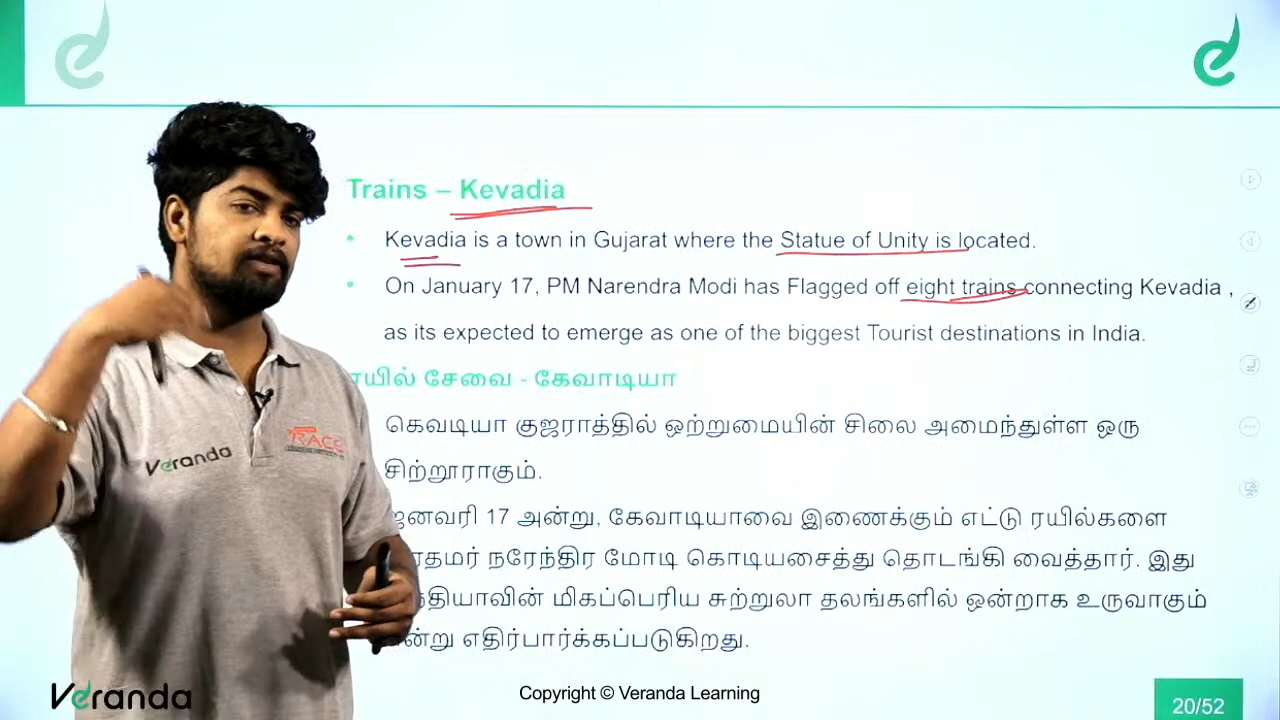 Trains – Kevadia
Kevadia is a town in Gujarat where the Statue of Unity is located.
On January 17, PM Narendra Modi has Flagged off eight trains connecting Kevadia ,
as its expected to emerge as one of the biggest Tourist destinations in India.
ரயில் சேவை - கேவாடியா
கெவடியா குஜராத்தில் ஒற்றுமையின் சிலை அமைந்துள்ள ஒரு
சிற்றூராகும்.
17 அன்று, கேவாடியாவை இணைக்கும் எட்டு ரயில்களை
நரேந்திர மோடி கொடியசைத்து தொடங்கி வைத்தார். இது
மிகப்பெரிய சுற்றுலா தலங்களில் ஒன்றாக உருவாகும்
எதிர்பார்க்கப்படுகிறது.
Veranda
RACE
Veranda
Copyright © Veranda Learning
20/52